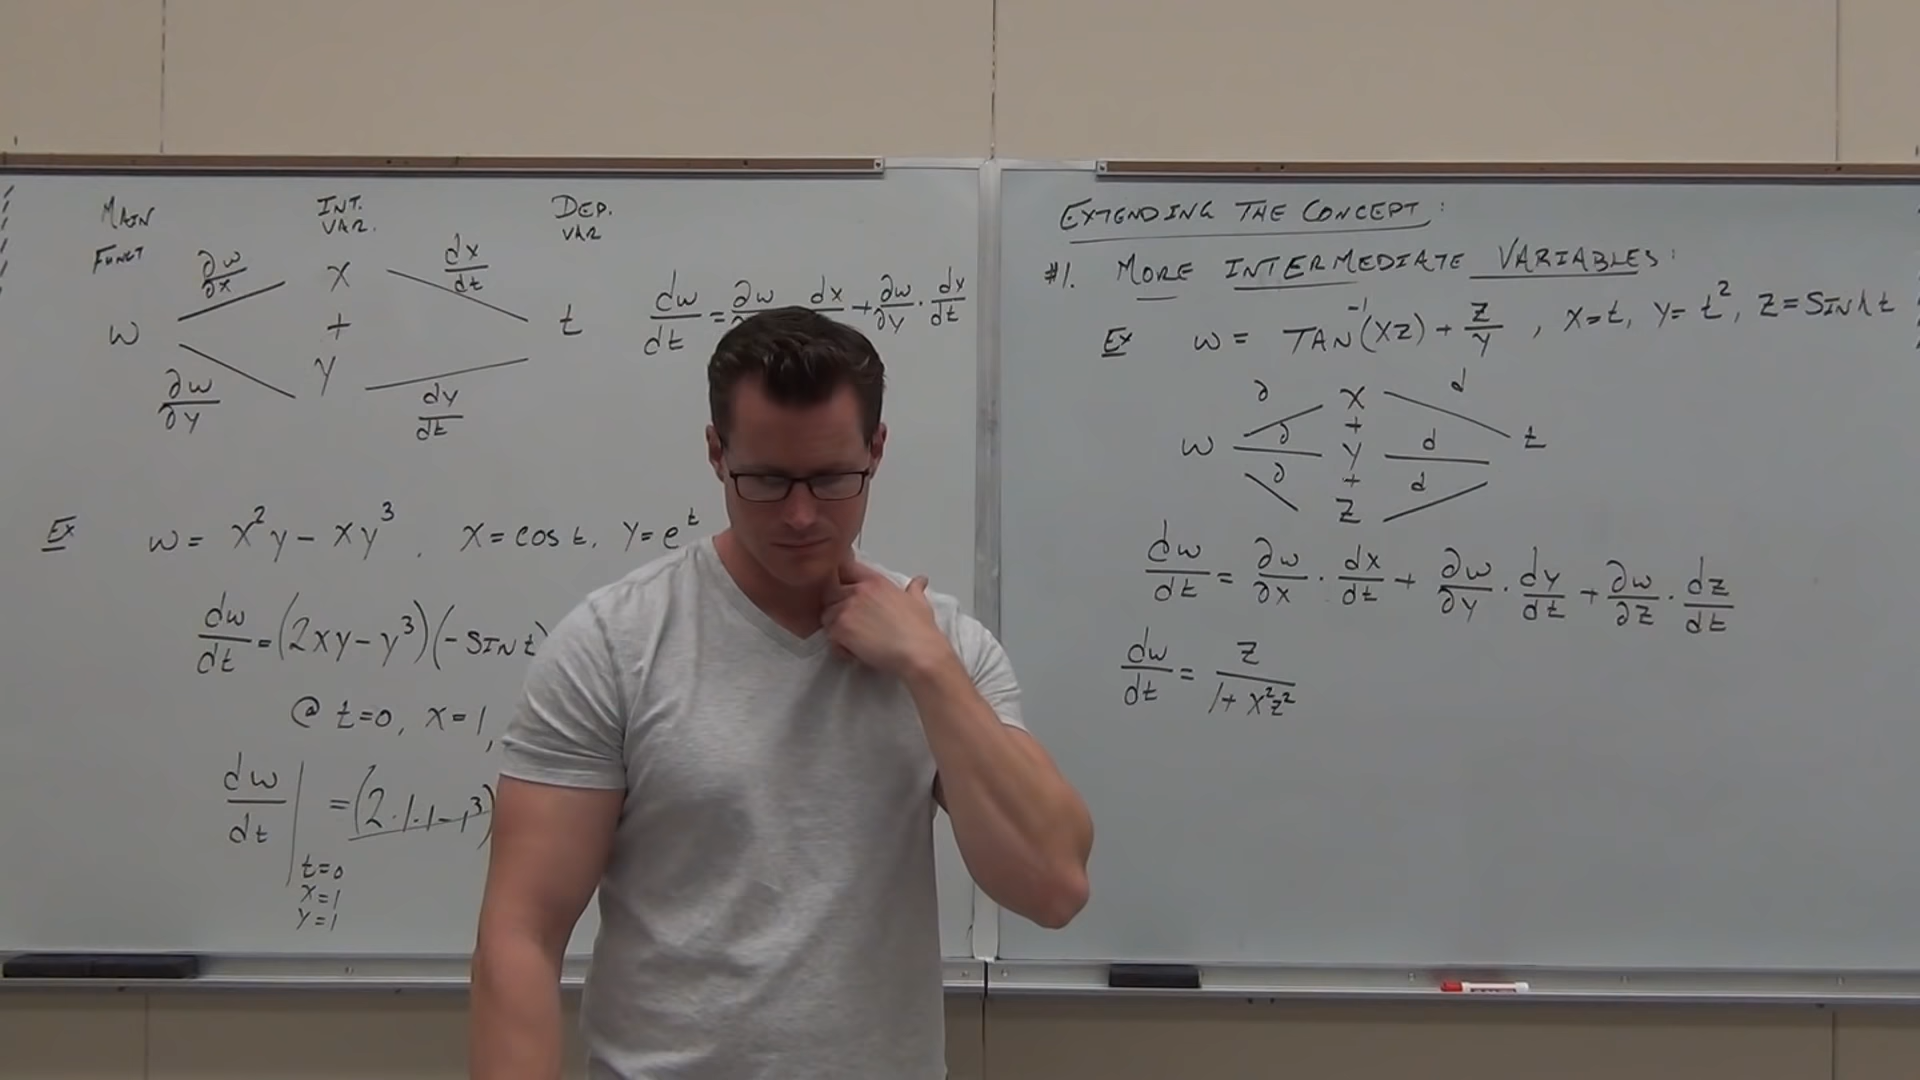 MAIN FUNCT
INT. VAR.
DEP. VAR
∂w/∂x
dx/dt
x
+
y
w
t
∂w/∂y
dy/dt
dw/dt = ∂w dx + ∂w/∂y · dy/dt
Ex w = x²y - xy³, x = cos t, y = e^t
dw/dt = (2xy - y³)(-SIN t)
@ t=0, x=1,
dw/dt | = (2·1·1-1³)
t=0
x=1
y=1
EXTENDING THE CONCEPT:
#1. MORE INTERMEDIATE VARIABLES:
Ex w = TAN⁻¹(xz) + z/y, x=t, y=t², z=SINh t
∂ x d
+
w ∂ y d t
+
∂ z d
dw/dt = ∂w/∂x · dx/dt + ∂w/∂y · dy/dt + ∂w/∂z · dz/dt
dw/dt = z/(1+x²z²)